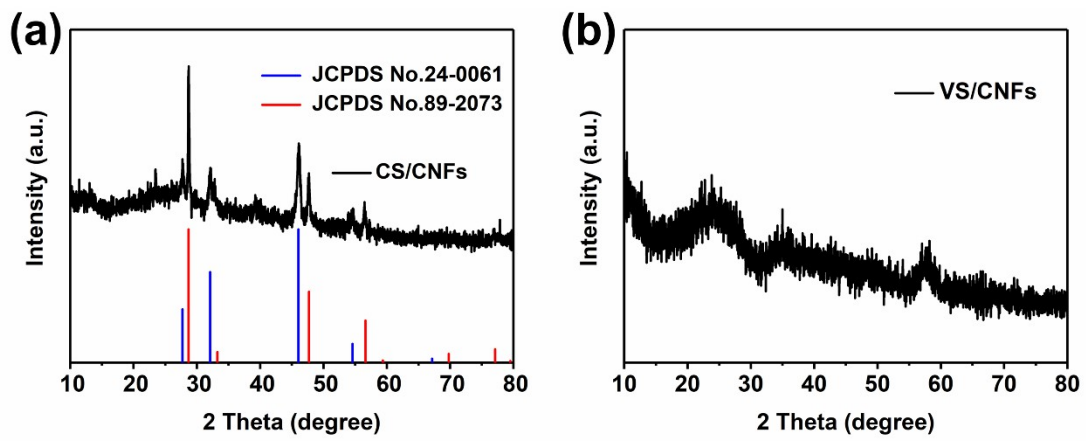 (a)
JCPDS No.24-0061
JCPDS No.89-2073
CS/CNFs
Intensity (a.u.)
10 20 30 40 50 60 70 80
2 Theta (degree)
(b)
VS/CNFs
Intensity (a.u.)
10 20 30 40 50 60 70 80
2 Theta (degree)